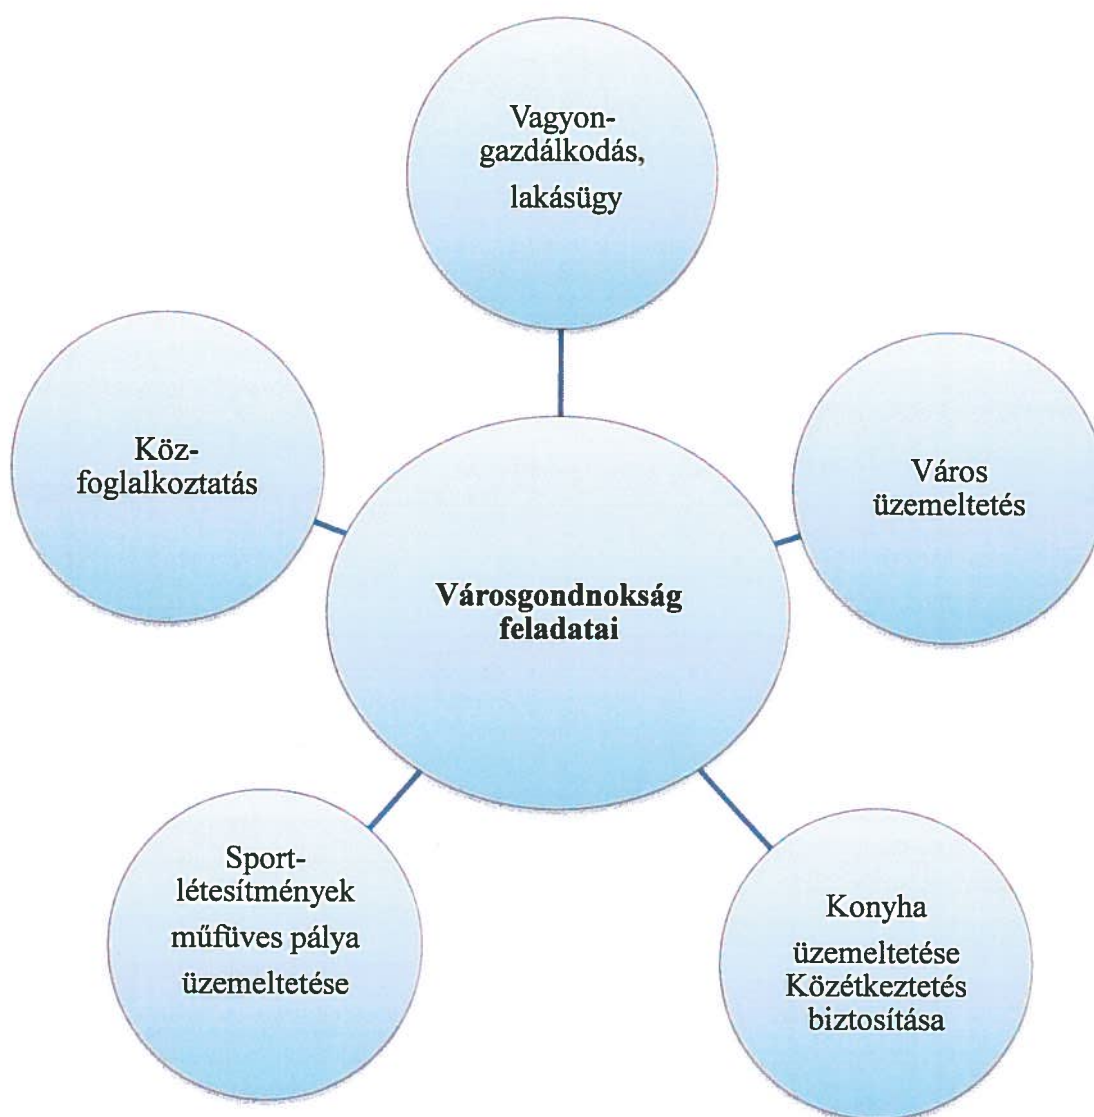 Vagyon-
gazdálkodás,
lakásügy
Köz-
foglalkoztatás
Város
üzemeltetés
Városgondnokság
feladatai
Sport-
létesítmények
műfüves pálya
üzemeltetése
Konyha
üzemeltetése
Közétkeztetés
biztosítása